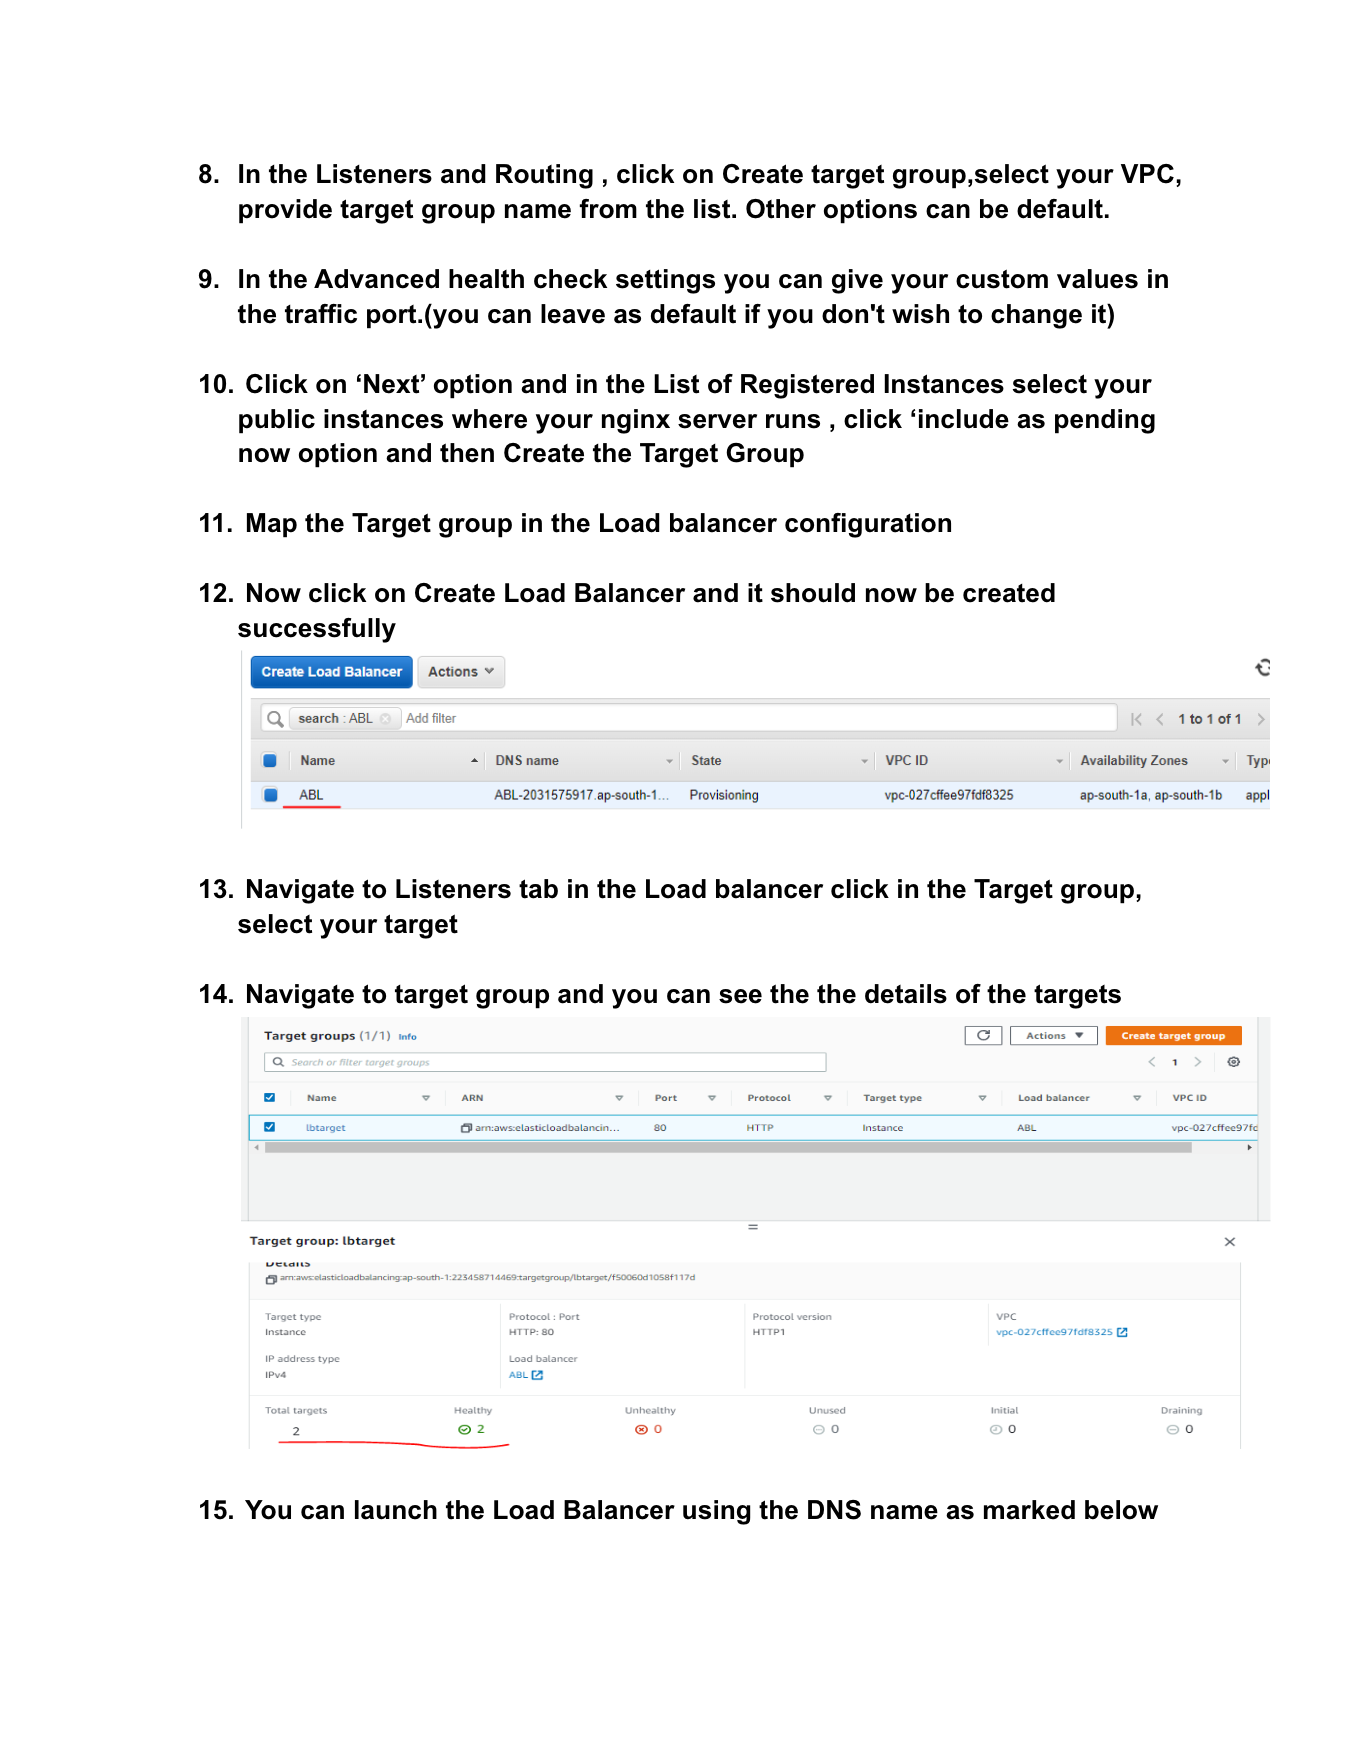 8. In the Listeners and Routing , click on Create target group,select your VPC,
provide target group name from the list. Other options can be default.
9. In the Advanced health check settings you can give your custom values in
the traffic port.(you can leave as default if you don't wish to change it)
10. Click on ‘Next’ option and in the List of Registered Instances select your
public instances where your nginx server runs , click ‘include as pending
now option and then Create the Target Group
11. Map the Target group in the Load balancer configuration
12. Now click on Create Load Balancer and it should now be created
successfully
Create Load Balancer Actions
search : ABL Add filter 1 to 1 of 1
Name DNS name State VPC ID Availability Zones Type
ABL ABL-2031575917.ap-south-1... Provisioning vpc-027cffee97fdf8325 ap-south-1a, ap-south-1b appl
13. Navigate to Listeners tab in the Load balancer click in the Target group,
select your target
14. Navigate to target group and you can see the the details of the targets
Target groups (1/1) Info Actions Create target group
Search or filter target groups 1
Name ARN Port Protocol Target type Load balancer VPC ID
lbtarget arn:aws:elasticloadbalancin... 80 HTTP Instance ABL vpc-027cffee97fd
Target group: lbtarget
Details
arn:aws:elasticloadbalancing:ap-south-1:223458714469:targetgroup/lbtarget/f50060d1058f117d
Target type Protocol : Port Protocol version VPC
Instance HTTP: 80 HTTP1 vpc-027cffee97fdf8325
IP address type Load balancer
IPv4 ABL
Total targets Healthy Unhealthy Unused Initial Draining
2 2 0 0 0 0
15. You can launch the Load Balancer using the DNS name as marked below